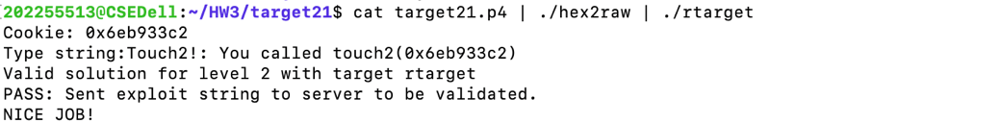 [202255513@CSEDell:~/HW3/target21$ cat target21.p4 | ./hex2raw | ./rtarget
Cookie: 0x6eb933c2
Type string:Touch2!: You called touch2(0x6eb933c2)
Valid solution for level 2 with target rtarget
PASS: Sent exploit string to server to be validated.
NICE JOB!